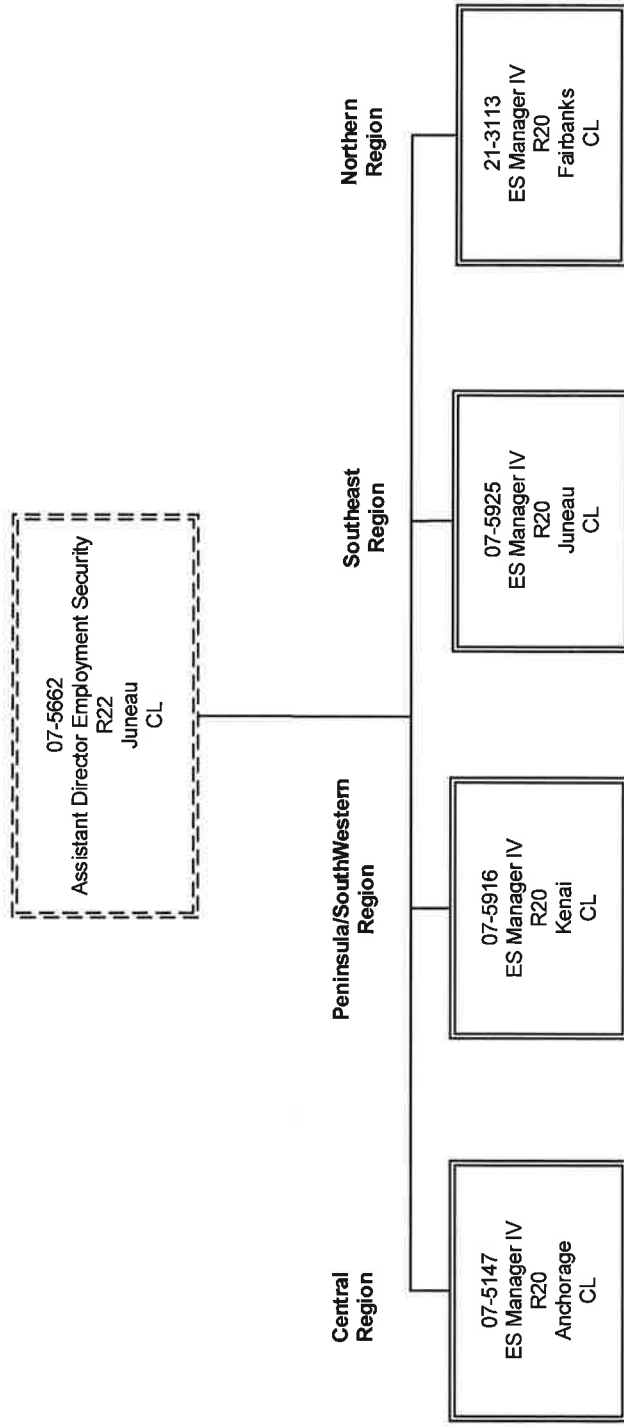 07-5662
Assistant Director Employment Security
R22
Juneau
CL
Central
Region
Peninsula/SouthWestern
Region
Southeast
Region
Northern
Region
07-5147
ES Manager IV
R20
Anchorage
CL
07-5916
ES Manager IV
R20
Kenai
CL
07-5925
ES Manager IV
R20
Juneau
CL
21-3113
ES Manager IV
R20
Fairbanks
CL